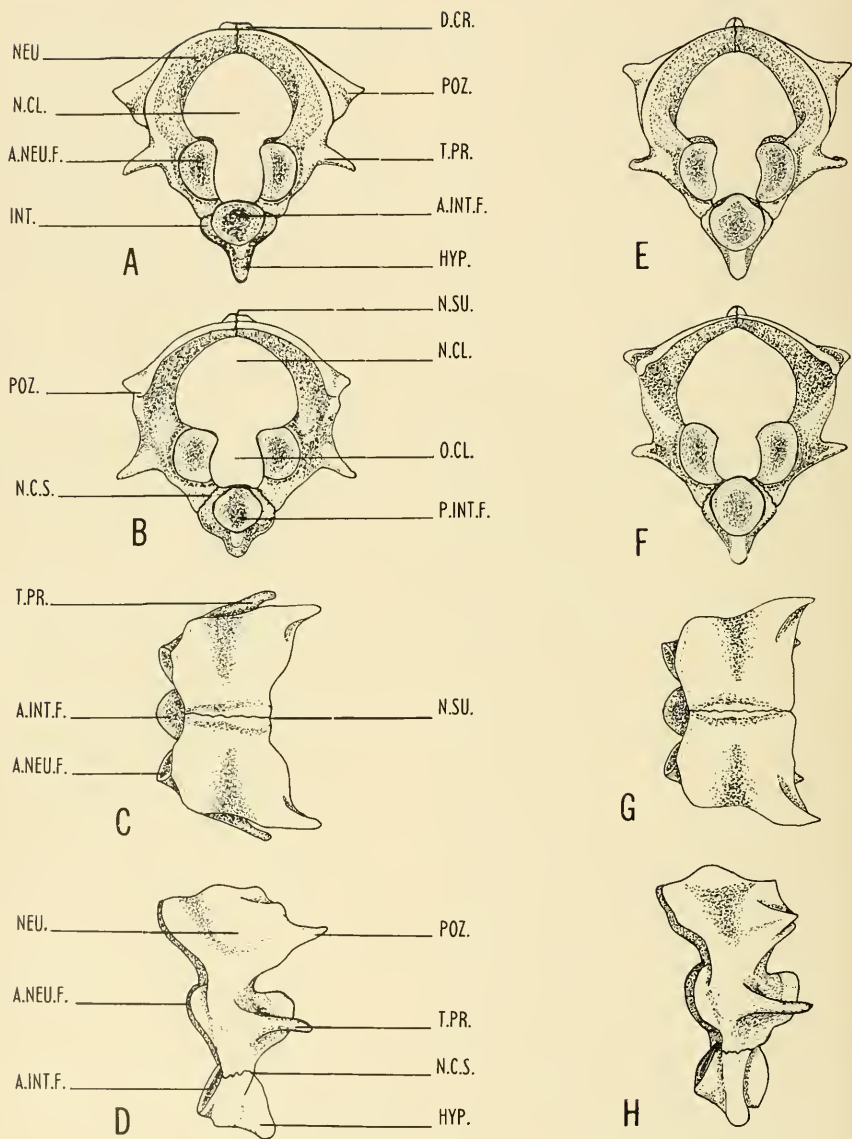 D.CR.
NEU
POZ.
N.CL.
A.NEU.F.
T.PR.
INT.
A.INT.F.
A
HYP.
E
N.SU.
N.CL.
POZ.
O.CL.
N.C.S.
P.INT.F.
B
F
T.PR.
A.INT.F.
N.SU.
A.NEU.F.
C
G
NEU.
POZ.
A.NEU.F.
T.PR.
A.INT.F.
N.C.S.
D
HYP.
H